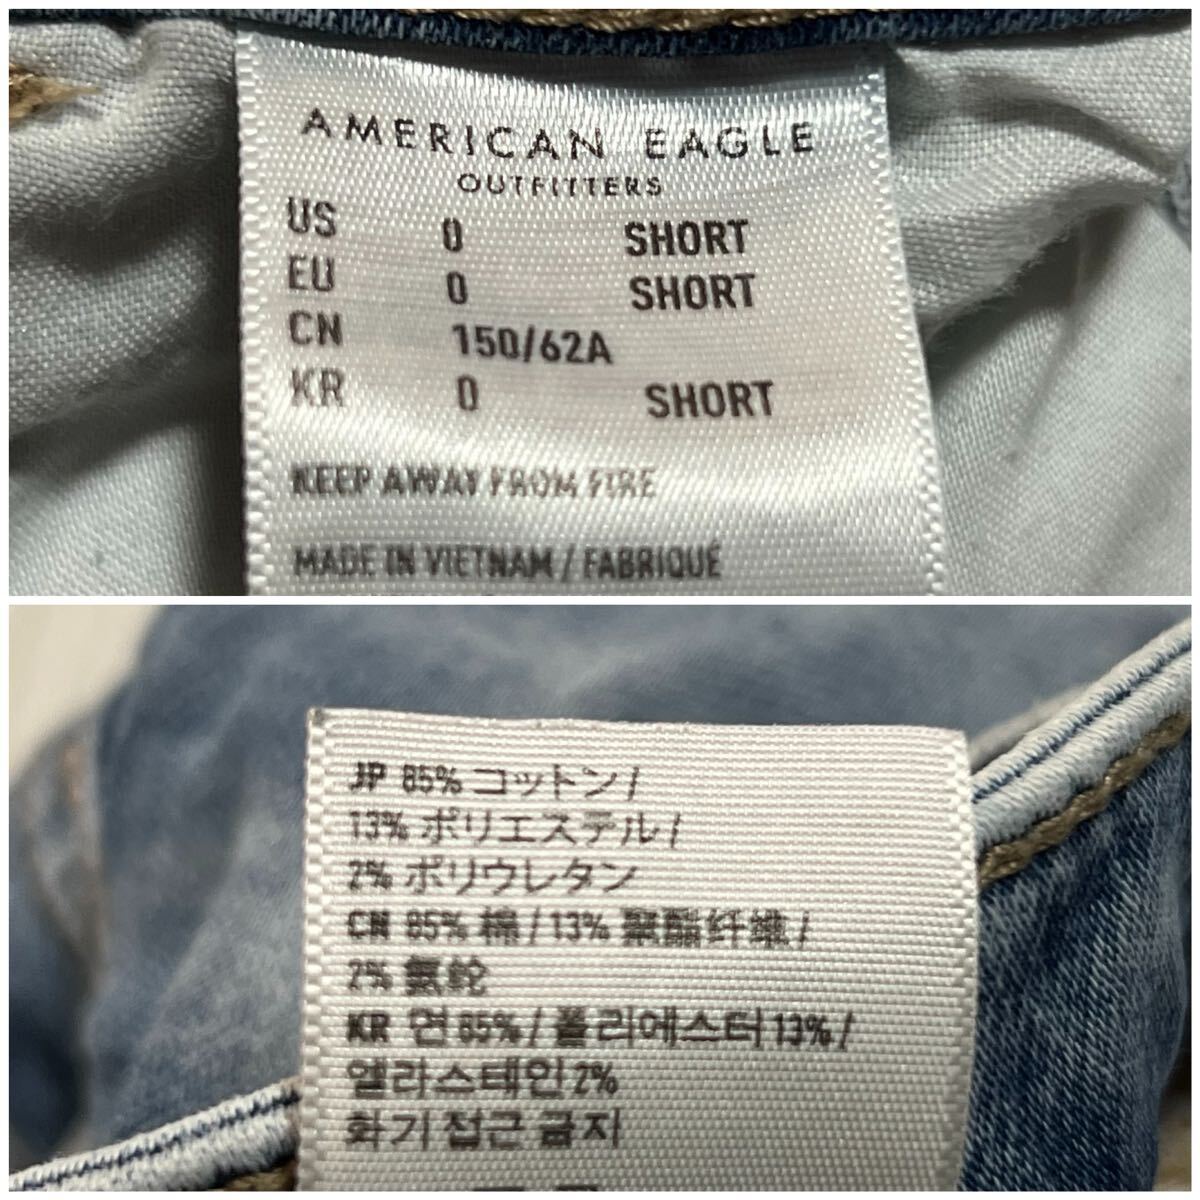 AMERICAN EAGLE
OUTFITTERS
US 0 SHORT
EU 0 SHORT
CN 150/62A
KR 0 SHORT
KEEP AWAY FROM FIRE
MADE IN VIETNAM / FABRIQUÉ
JP 85% コットン /
13% ポリエステル /
2% ポリウレタン
CN 85% 棉 / 13% 聚酯纤维 /
2% 氨纶
KR 면 85% / 폴리에스터 13% /
엘라스테인 2%
화기 접근 금지